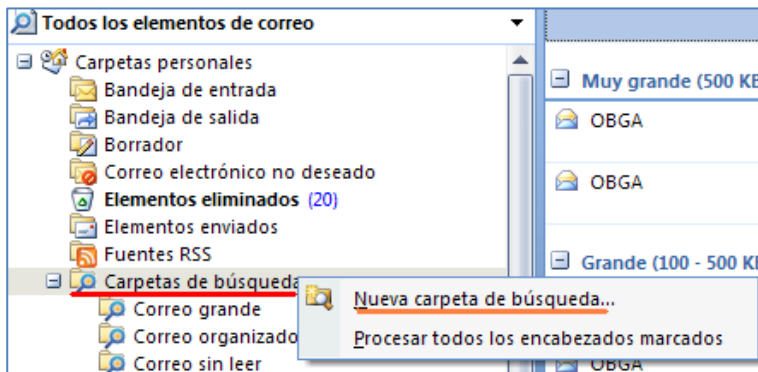 Todos los elementos de correo
Carpetas personales
Bandeja de entrada
Bandeja de salida
Borrador
Correo electrónico no deseado
Elementos eliminados (20)
Elementos enviados
Fuentes RSS
Carpetas de búsqueda
Correo grande
Correo organizado
Correo sin leer
Nueva carpeta de búsqueda...
Procesar todos los encabezados marcados
Muy grande (500 KB
OBGA
OBGA
Grande (100 - 500 KB
OBGA